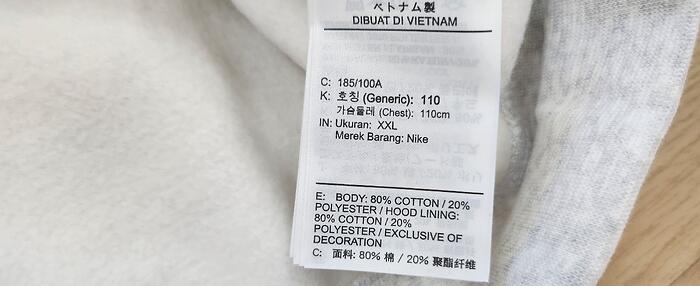 ベトナム製
DIBUAT DI VIETNAM
C: 185/100A
K: 호칭 (Generic): 110
가슴둘레 (Chest): 110cm
IN: Ukuran: XXL
Merek Barang: Nike
E: BODY: 80% COTTON / 20%
POLYESTER / HOOD LINING:
80% COTTON / 20%
POLYESTER / EXCLUSIVE OF
DECORATION
C: 面料: 80% 棉 / 20% 聚酯纤维